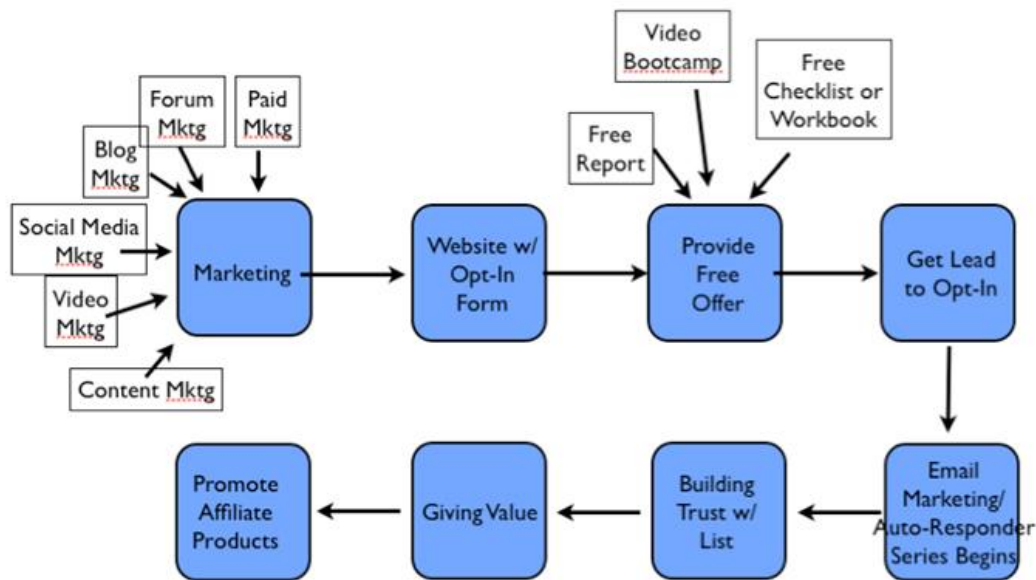 Video
Bootcamp
Free
Checklist or
Workbook
Forum
Mktg
Paid
Mktg
Free
Report
Blog
Mktg
Social Media
Mktg
Video
Mktg
Content Mktg
Marketing
Website w/
Opt-In
Form
Provide
Free
Offer
Get Lead
to Opt-In
Email
Marketing/
Auto-Responder
Series Begins
Building
Trust w/
List
Giving Value
Promote
Affiliate
Products